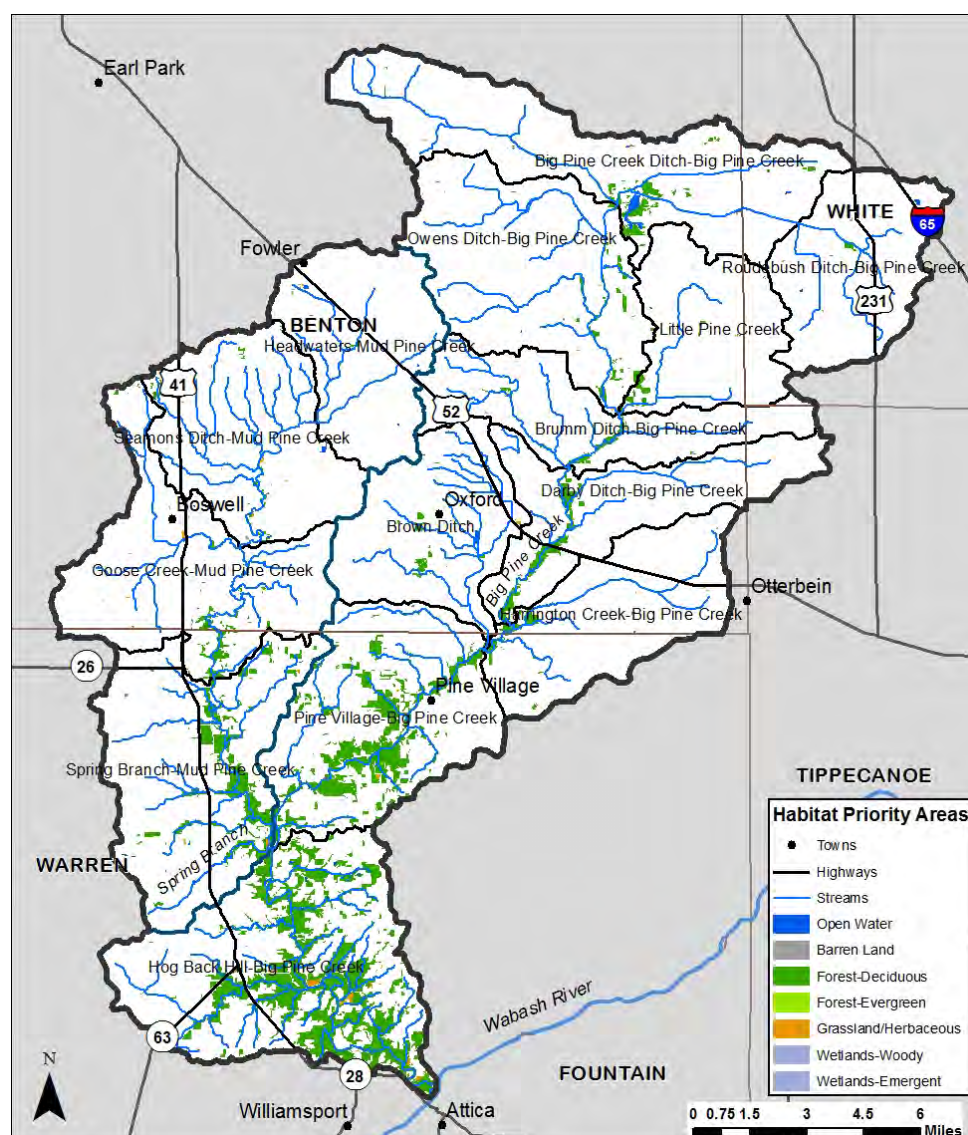 Earl Park
Big Pine Creek Ditch-Big Pine Creek
WHITE
65
Owens Ditch-Big Pine Creek
Fowler
Roudebush Ditch-Big Pine Creek
231
BENTON
Little Pine Creek
Headwaters-Mud Pine Creek
41
52
Brumm Ditch-Big Pine Creek
Seamons Ditch-Mud Pine Creek
Darby Ditch-Big Pine Creek
Oxford
Boswell
Brown Ditch
Big Pine Creek
Goose Creek-Mud Pine Creek
Otterbein
Harrington Creek-Big Pine Creek
26
Pine Village
Pine Village-Big Pine Creek
Spring Branch-Mud Pine Creek
TIPPECANOE
Spring Branch
WARREN
Hog Back Hill-Big Pine Creek
Wabash River
63
28
FOUNTAIN
Williamsport
Attica
N
Habitat Priority Areas
Towns
Highways
Streams
Open Water
Barren Land
Forest-Deciduous
Forest-Evergreen
Grassland/Herbaceous
Wetlands-Woody
Wetlands-Emergent
0 0.75 1.5 3 4.5 6
Miles